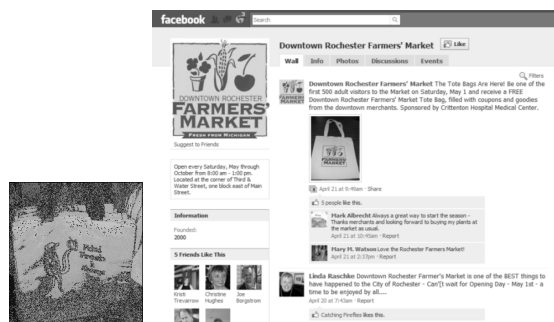 facebook
Search
Downtown Rochester Farmers' Market
Like
Wall Info Photos Discussions Events
Filters
DOWNTOWN ROCHESTER
FARMERS'
MARKET
FRESH FROM MICHIGAN
Suggest to Friends
Open every Saturday, May through
October from 8:00 am - 1:00 pm.
Located at the corner of Third &
Water Street, one block east of Main
Street.
Information
Founded:
2000
5 Friends Like This
Kristi
Trevarrow
Christine
Hughes
Joe
Bergstrom
Downtown Rochester Farmers' Market The Tote Bags Are Here! Be one of the
first 500 adult visitors to the Market on Saturday, May 1 and receive a FREE
Downtown Rochester Farmers' Market Tote Bag, filled with coupons and goodies
from the downtown merchants. Sponsored by Crittenton Hospital Medical Center.
FARMERS'
MARKET
April 21 at 9:40am · Share
5 people like this.
Mark Albrecht Always a great way to start the season -
Thanks merchants and looking forward to buying my plants at
the market as usual.
April 21 at 10:45am · Report
Mary H. Watson Love the Rochester Farmers Market!!
April 21 at 2:37pm · Report
Linda Raschke Downtown Rochester Farmer's Market is one of the BEST things to
have happened to the City of Rochester - Can'[t wait for Opening Day - May 1st - a
time to be enjoyed by all....
April 20 at 7:43am · Report
Catching Fireflies likes this.